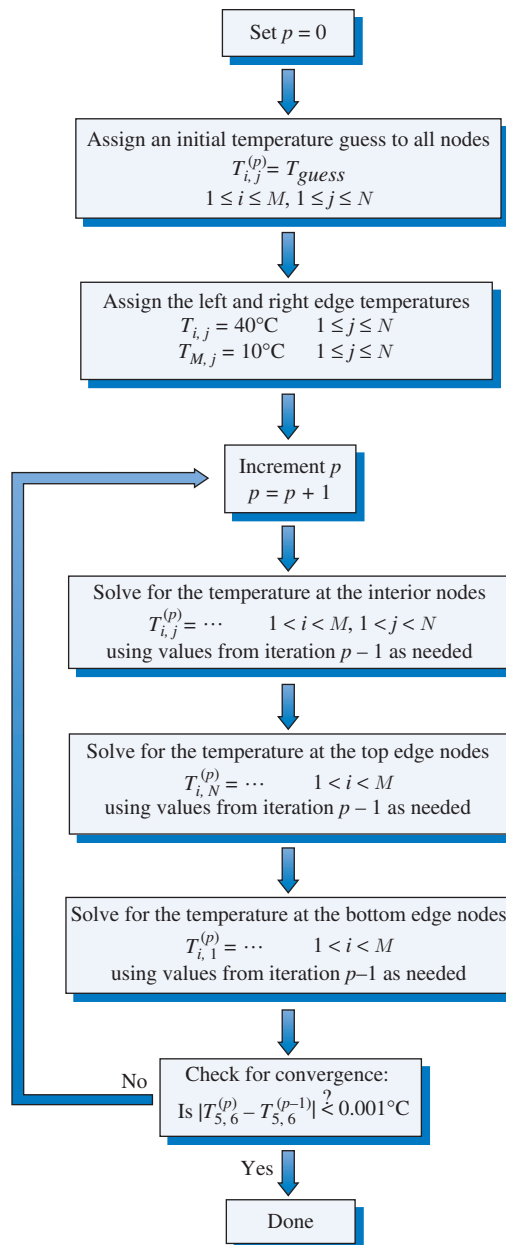 Set p = 0
Assign an initial temperature guess to all nodes
T_{i, j}^{(p)} = T_{guess}
1 ≤ i ≤ M, 1 ≤ j ≤ N
Assign the left and right edge temperatures
T_{i, j} = 40°C 1 ≤ j ≤ N
T_{M, j} = 10°C 1 ≤ j ≤ N
Increment p
p = p + 1
Solve for the temperature at the interior nodes
T_{i, j}^{(p)} = ⋯ 1 < i < M, 1 < j < N
using values from iteration p – 1 as needed
Solve for the temperature at the top edge nodes
T_{i, N}^{(p)} = ⋯ 1 < i < M
using values from iteration p – 1 as needed
Solve for the temperature at the bottom edge nodes
T_{i, 1}^{(p)} = ⋯ 1 < i < M
using values from iteration p–1 as needed
No
Check for convergence:
Is |T_{5, 6}^{(p)} – T_{5, 6}^{(p–1)}| \overset{?}{<} 0.001°C
Yes
Done